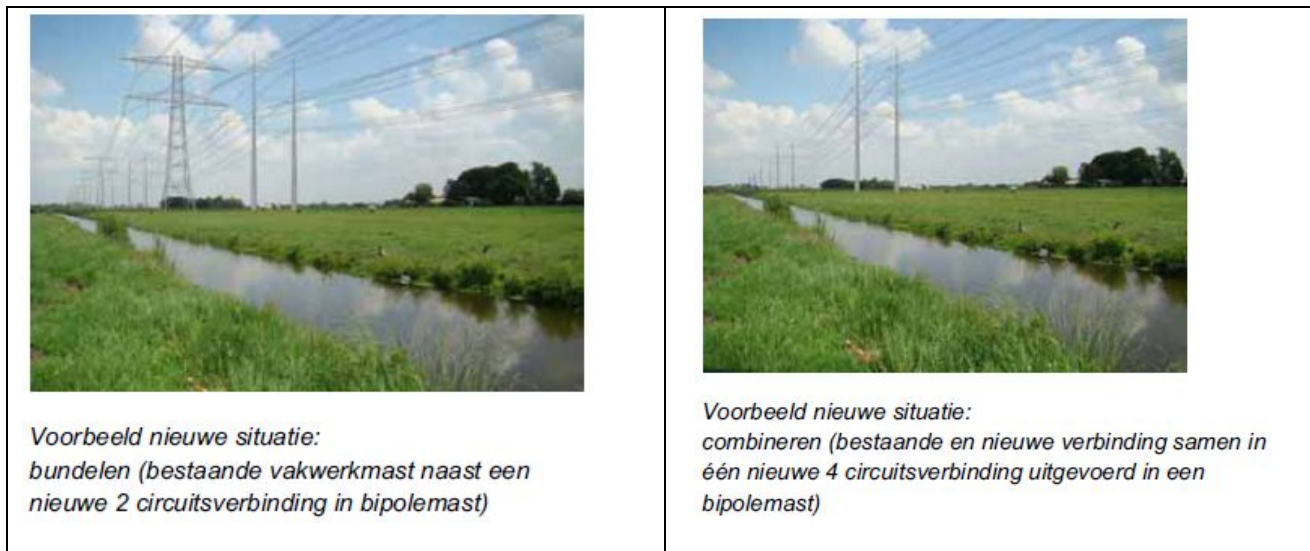 Voorbeeld nieuwe situatie:
bundelen (bestaande vakwerkmast naast een
nieuwe 2 circuitsverbinding in bipolemast)
Voorbeeld nieuwe situatie:
combineren (bestaande en nieuwe verbinding samen in
één nieuwe 4 circuitsverbinding uitgevoerd in een
bipolemast)